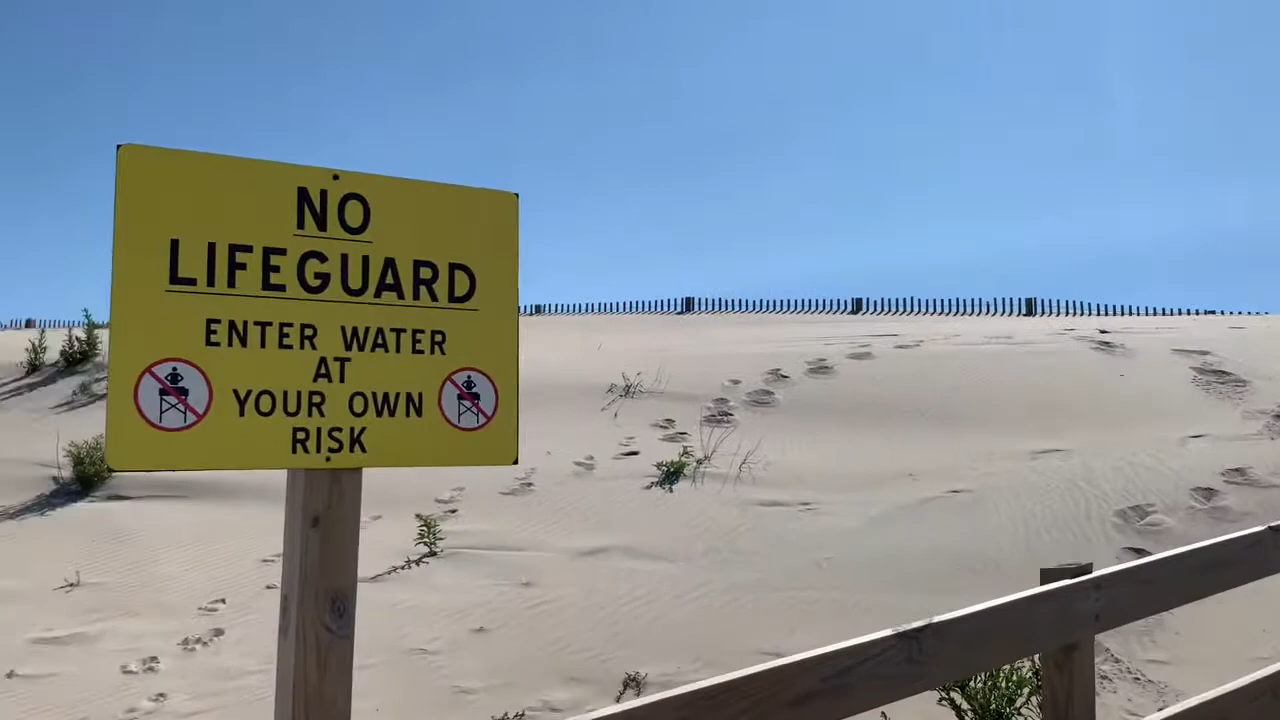 NO
LIFEGUARD
ENTER WATER
AT
YOUR OWN
RISK